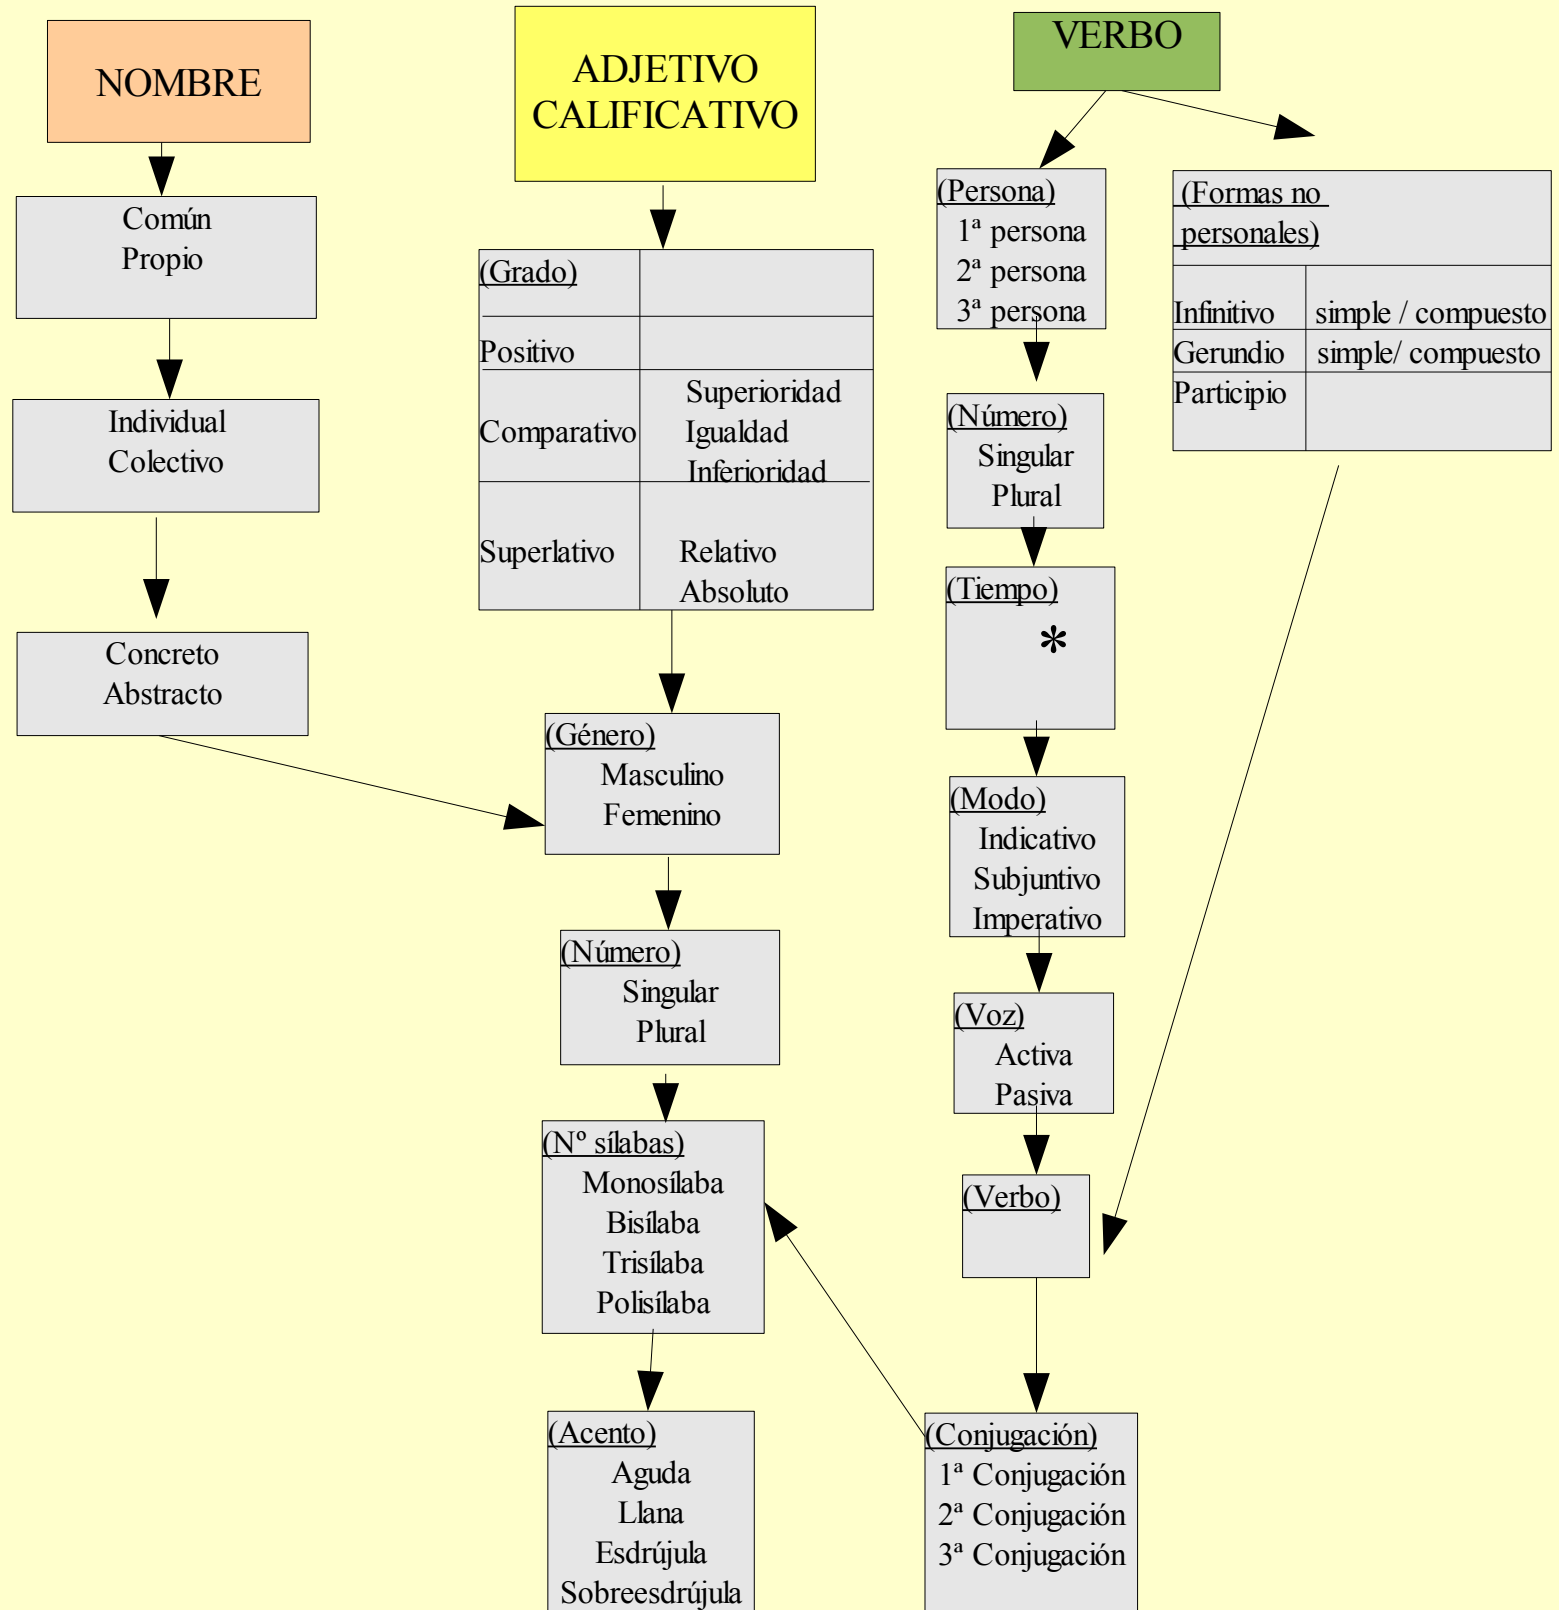 NOMBRE
Común
Propio
Individual
Colectivo
Concreto
Abstracto
ADJETIVO
CALIFICATIVO
(Grado)
Positivo
Comparativo
Superioridad
Igualdad
Inferioridad
Superlativo
Relativo
Absoluto
(Género)
Masculino
Femenino
(Número)
Singular
Plural
(Nº sílabas)
Monosílaba
Bisílaba
Trisílaba
Polisílaba
(Acento)
Aguda
Llana
Esdrújula
Sobreesdrújula
VERBO
(Persona)
1ª persona
2ª persona
3ª persona
(Número)
Singular
Plural
(Tiempo)
*
(Modo)
Indicativo
Subjuntivo
Imperativo
(Voz)
Activa
Pasiva
(Verbo)
(Conjugación)
1ª Conjugación
2ª Conjugación
3ª Conjugación
(Formas no
personales)
Infinitivo simple / compuesto
Gerundio simple/ compuesto
Participio